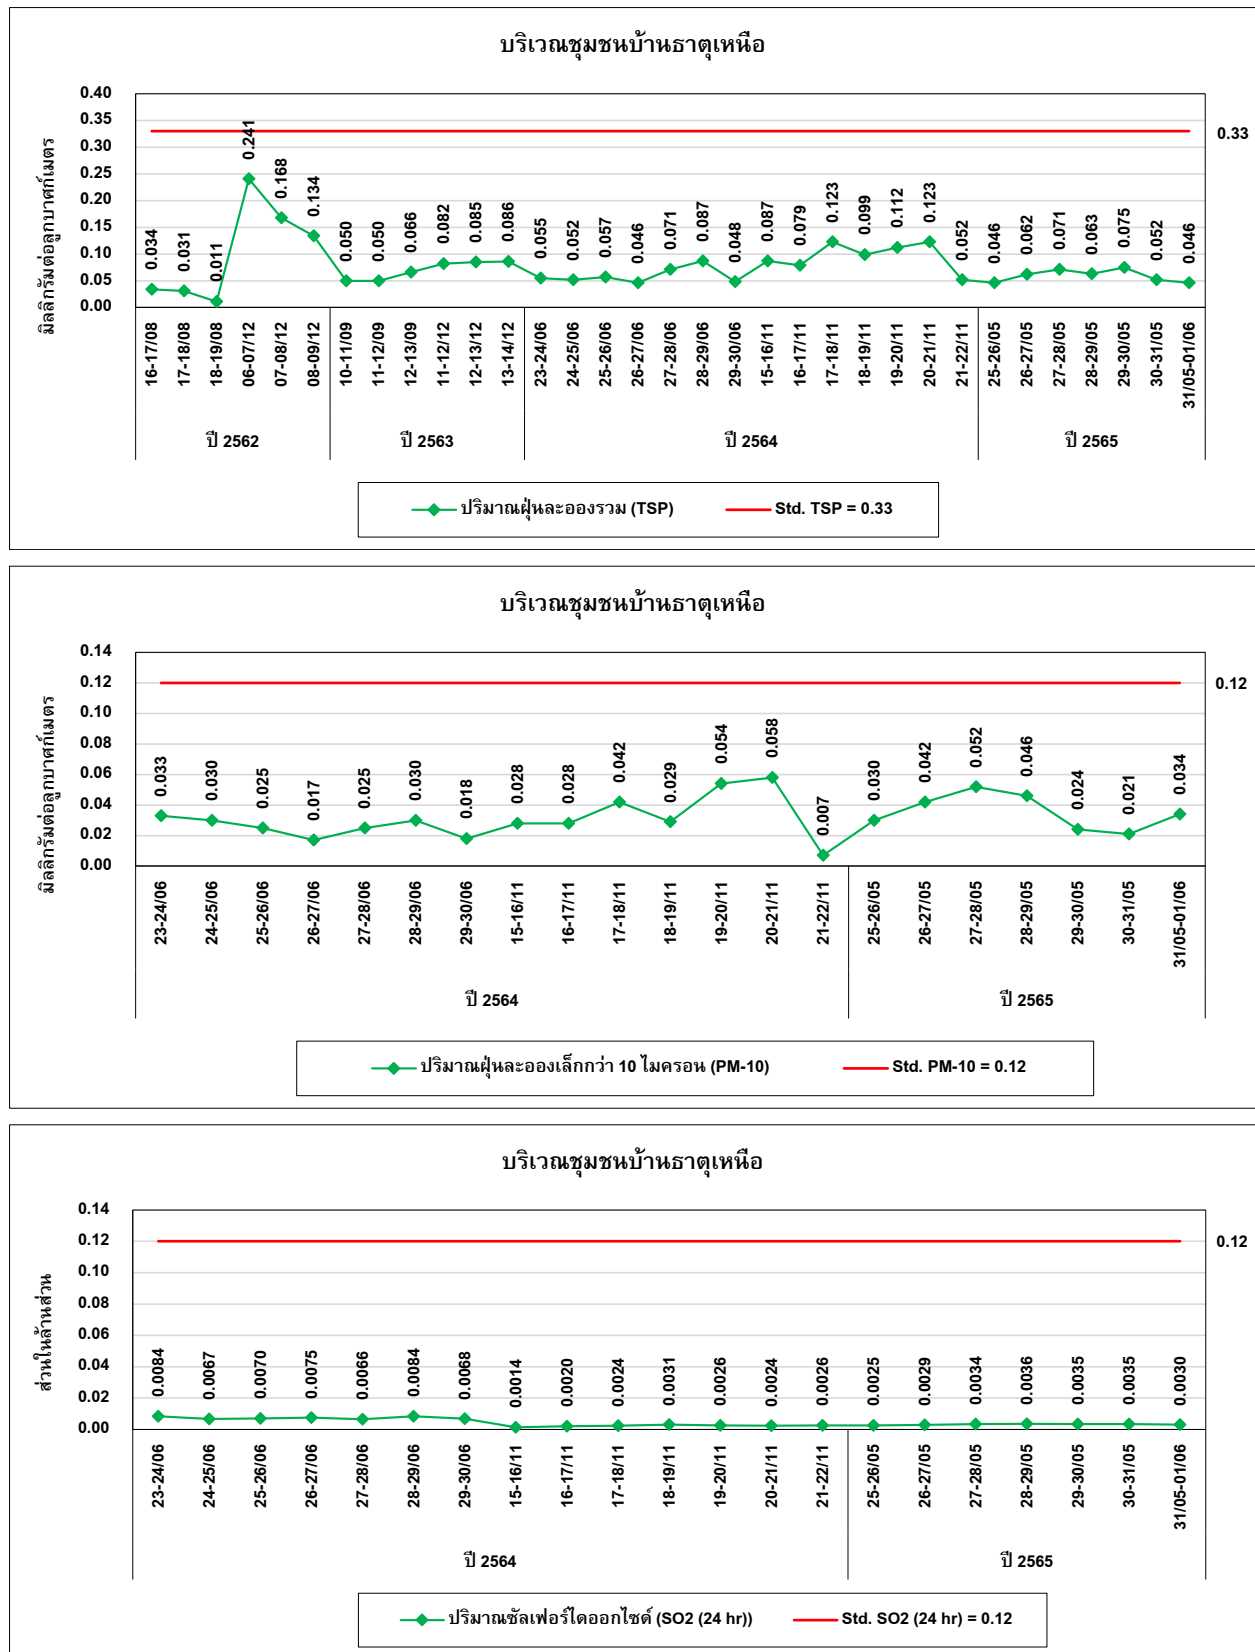 บริเวณชุมชนบ้านธาตุเหนือ
มิลลิกรัมต่อลูกบาศก์เมตร
0.40
0.35
0.30
0.25
0.20
0.15
0.10
0.05
0.00
0.034 0.031 0.011 0.241 0.168 0.134 0.050 0.050 0.066 0.082 0.085 0.086 0.055 0.052 0.057 0.046 0.071 0.087 0.048 0.087 0.079 0.123 0.099 0.112 0.123 0.052 0.046 0.062 0.071 0.063 0.075 0.052 0.046
0.33
16-17/08 17-18/08 18-19/08 06-07/12 07-08/12 08-09/12 10-11/09 11-12/09 12-13/09 11-12/12 12-13/12 13-14/12 23-24/06 24-25/06 25-26/06 26-27/06 27-28/06 28-29/06 29-30/06 15-16/11 16-17/11 17-18/11 18-19/11 19-20/11 20-21/11 21-22/11 25-26/05 26-27/05 27-28/05 28-29/05 29-30/05 30-31/05 31/05-01/06
ปี 2562 ปี 2563 ปี 2564 ปี 2565
ปริมาณฝุ่นละอองรวม (TSP) Std. TSP = 0.33
บริเวณชุมชนบ้านธาตุเหนือ
มิลลิกรัมต่อลูกบาศก์เมตร
0.14
0.12
0.10
0.08
0.06
0.04
0.02
0.00
0.033 0.030 0.025 0.017 0.025 0.030 0.018 0.028 0.028 0.042 0.029 0.054 0.058 0.007 0.030 0.042 0.052 0.046 0.024 0.021 0.034
0.12
23-24/06 24-25/06 25-26/06 26-27/06 27-28/06 28-29/06 29-30/06 15-16/11 16-17/11 17-18/11 18-19/11 19-20/11 20-21/11 21-22/11 25-26/05 26-27/05 27-28/05 28-29/05 29-30/05 30-31/05 31/05-01/06
ปี 2564 ปี 2565
ปริมาณฝุ่นละอองเล็กกว่า 10 ไมครอน (PM-10) Std. PM-10 = 0.12
บริเวณชุมชนบ้านธาตุเหนือ
ส่วนในล้านส่วน
0.14
0.12
0.10
0.08
0.06
0.04
0.02
0.00
0.0084 0.0067 0.0070 0.0075 0.0066 0.0084 0.0068 0.0014 0.0020 0.0024 0.0031 0.0026 0.0024 0.0026 0.0025 0.0029 0.0034 0.0036 0.0035 0.0035 0.0030
0.12
23-24/06 24-25/06 25-26/06 26-27/06 27-28/06 28-29/06 29-30/06 15-16/11 16-17/11 17-18/11 18-19/11 19-20/11 20-21/11 21-22/11 25-26/05 26-27/05 27-28/05 28-29/05 29-30/05 30-31/05 31/05-01/06
ปี 2564 ปี 2565
ปริมาณซัลเฟอร์ไดออกไซด์ (SO2 (24 hr)) Std. SO2 (24 hr) = 0.12